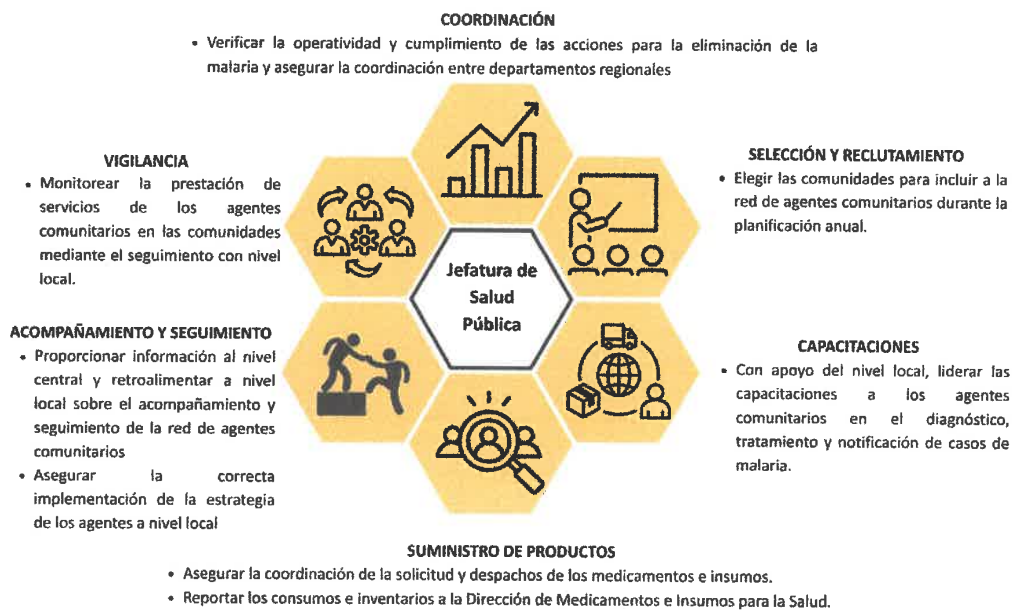 COORDINACIÓN
• Verificar la operatividad y cumplimiento de las acciones para la eliminación de la
malaria y asegurar la coordinación entre departamentos regionales
VIGILANCIA
• Monitorear la prestación de
servicios de los agentes
comunitarios en las comunidades
mediante el seguimiento con nivel
local.
SELECCIÓN Y RECLUTAMIENTO
• Elegir las comunidades para incluir a la
red de agentes comunitarios durante la
planificación anual.
Jefatura de
Salud
Pública
ACOMPAÑAMIENTO Y SEGUIMIENTO
• Proporcionar información al nivel
central y retroalimentar a nivel
local sobre el acompañamiento y
seguimiento de la red de agentes
comunitarios
• Asegurar la correcta
implementación de la estrategia
de los agentes a nivel local
CAPACITACIONES
• Con apoyo del nivel local, liderar las
capacitaciones a los agentes
comunitarios en el diagnóstico,
tratamiento y notificación de casos de
malaria.
SUMINISTRO DE PRODUCTOS
• Asegurar la coordinación de la solicitud y despachos de los medicamentos e insumos.
• Reportar los consumos e inventarios a la Dirección de Medicamentos e Insumos para la Salud.